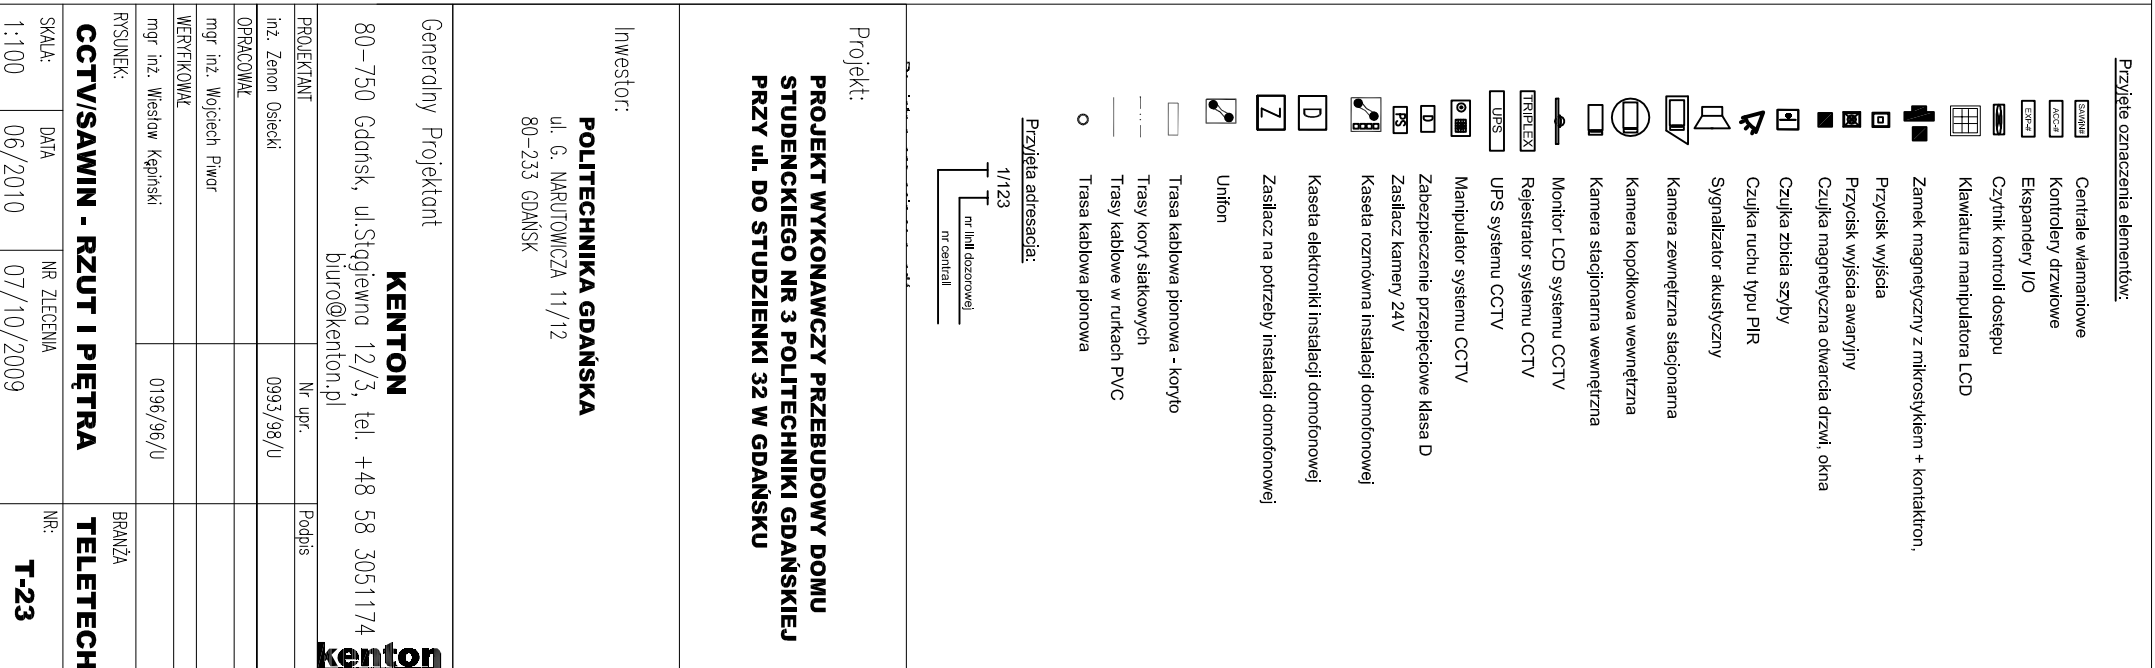 Przyjęte oznaczenia elementów:
SAWIN# Centrale włamaniowe
ACC-# Kontrolery drzwiowe
EXP-# Ekspandery I/O
Czytnik kontroli dostępu
Klawiatura manipulatora LCD
Zamek magnetyczny z mikrostykiem + kontaktron,
Przycisk wyjścia
Przycisk wyjścia awaryjny
Czujka magnetyczna otwarcia drzwi, okna
Czujka zbicia szyby
Czujka ruchu typu PIR
Sygnalizator akustyczny
Kamera zewnętrzna stacjonarna
Kamera kopółkowa wewnętrzna
Kamera stacjonarna wewnętrzna
Monitor LCD systemu CCTV
TRIPLEX Rejestrator systemu CCTV
UPS UPS systemu CCTV
Manipulator systemu CCTV
D Zabezpieczenie przepięciowe klasa D
PS Zasilacz kamery 24V
Kaseta rozmówna instalacji domofonowej
D Kaseta elektroniki instalacji domofonowej
Z Zasilacz na potrzeby instalacji domofonowej
Unifon
Trasa kablowa pionowa - koryto
Trasy koryt siatkowych
Trasy kablowe w rurkach PVC
Trasa kablowa pionowa
Przyjęta adresacja:
1/123
nr linii dozorowej
nr centrali
Projekt:
PROJEKT WYKONAWCZY PRZEBUDOWY DOMU
STUDENCKIEGO NR 3 POLITECHNIKI GDAŃSKIEJ
PRZY ul. DO STUDZIENKI 32 W GDAŃSKU
Inwestor:
POLITECHNIKA GDAŃSKA
ul. G. NARUTOWICZA 11/12
80-233 GDAŃSK
Generalny Projektant
KENTON
80-750 Gdańsk, ul.Stągiewna 12/3, tel. +48 58 3051174
biuro@kenton.pl
kenton
PROJEKTANT Nr upr. Podpis
inż. Zenon Osiecki 0993/98/U
OPRACOWAŁ
mgr inż. Wojciech Piwar
WERYFIKOWAŁ
mgr inż. Wiesław Kępiński 0196/96/U
RYSUNEK: BRANŻA
CCTV/SAWIN - RZUT I PIĘTRA TELETECH
SKALA: DATA NR ZLECENIA NR:
1:100 06/2010 07/10/2009 T-23